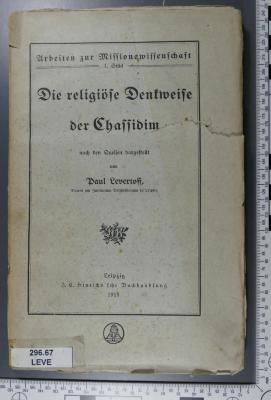 Arbeiten zur Missionswissenschaft
1. Stück
Die religiöse Denkweise
der Chassidim
nach den Quellen dargestellt
von
Paul Levertoff,
Leipzig
J. C. Hinrichs'sche Buchhandlung
1918
296.67
LEVE